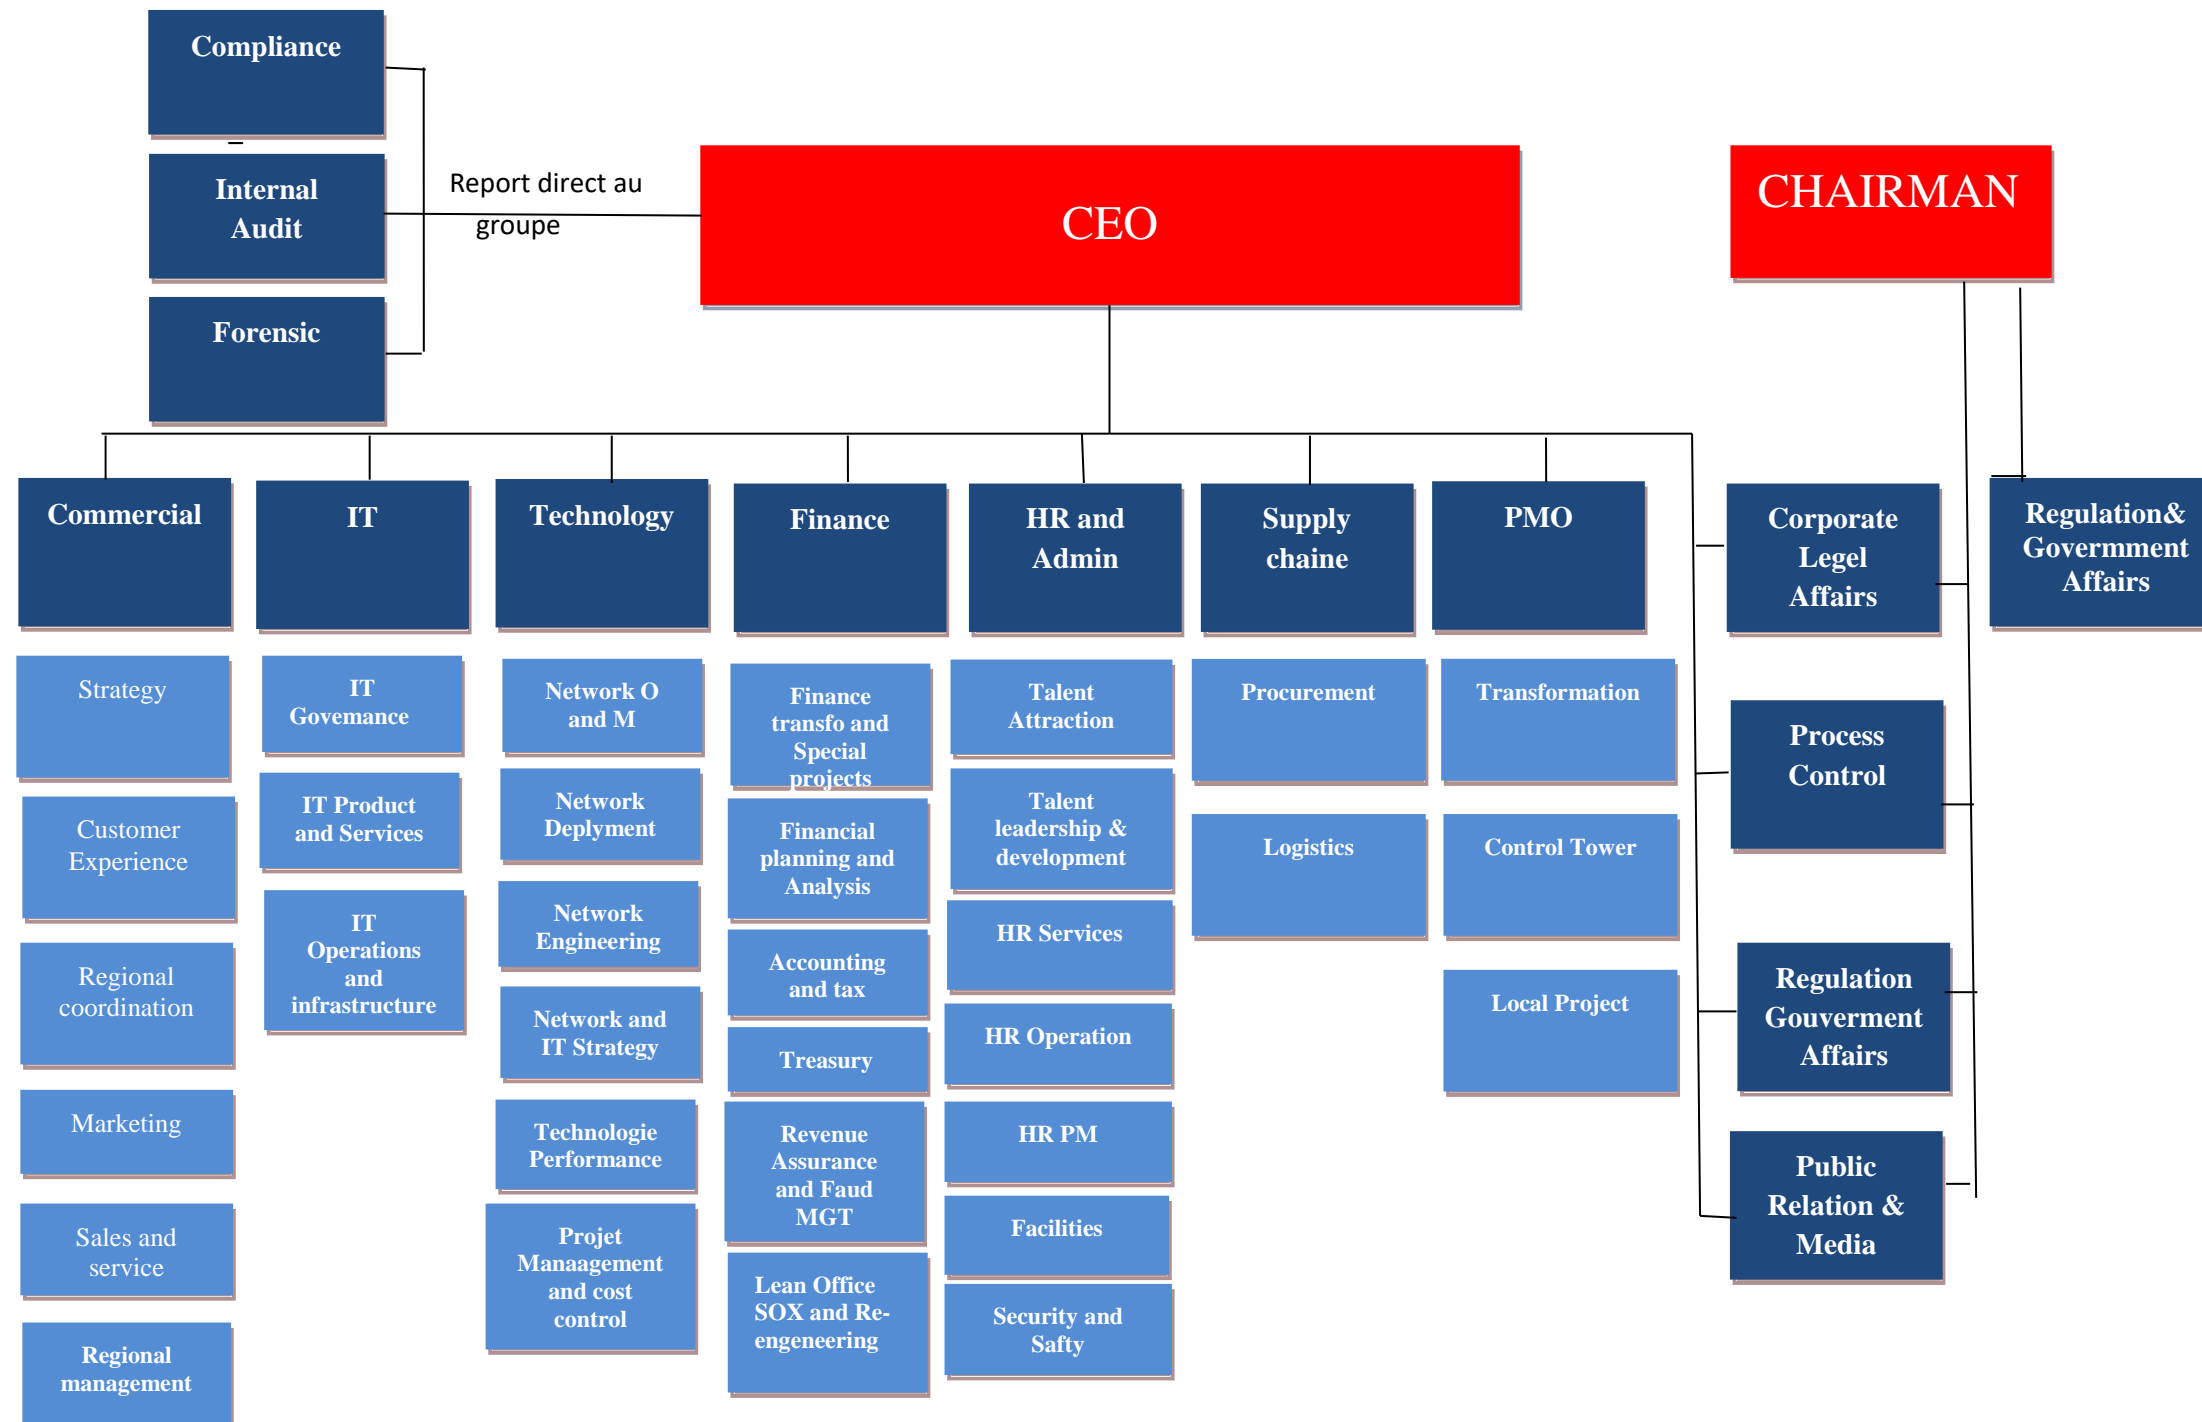 Compliance
Internal
Audit
Forensic
Report direct au
groupe
CEO
CHAIRMAN
Commercial
IT
Technology
Finance
HR and
Admin
Supply
chaine
PMO
Corporate
Legel
Affairs
Regulation&
Govermment
Affairs
Strategy
Customer
Experience
Regional
coordination
Marketing
Sales and
service
Regional
management
IT
Govemance
IT Product
and Services
IT
Operations
and
infrastructure
Network O
and M
Network
Deplyment
Network
Engineering
Network and
IT Strategy
Technologie
Performance
Projet
Manaagement
and cost
control
Finance
transfo and
Special
projects
Financial
planning and
Analysis
Accounting
and tax
Treasury
Revenue
Assurance
and Faud
MGT
Lean Office
SOX and Re-
engeneering
Talent
Attraction
Talent
leadership &
development
HR Services
HR Operation
HR PM
Facilities
Security and
Safty
Procurement
Logistics
Transformation
Control Tower
Local Project
Process
Control
Regulation
Gouverment
Affairs
Public
Relation &
Media